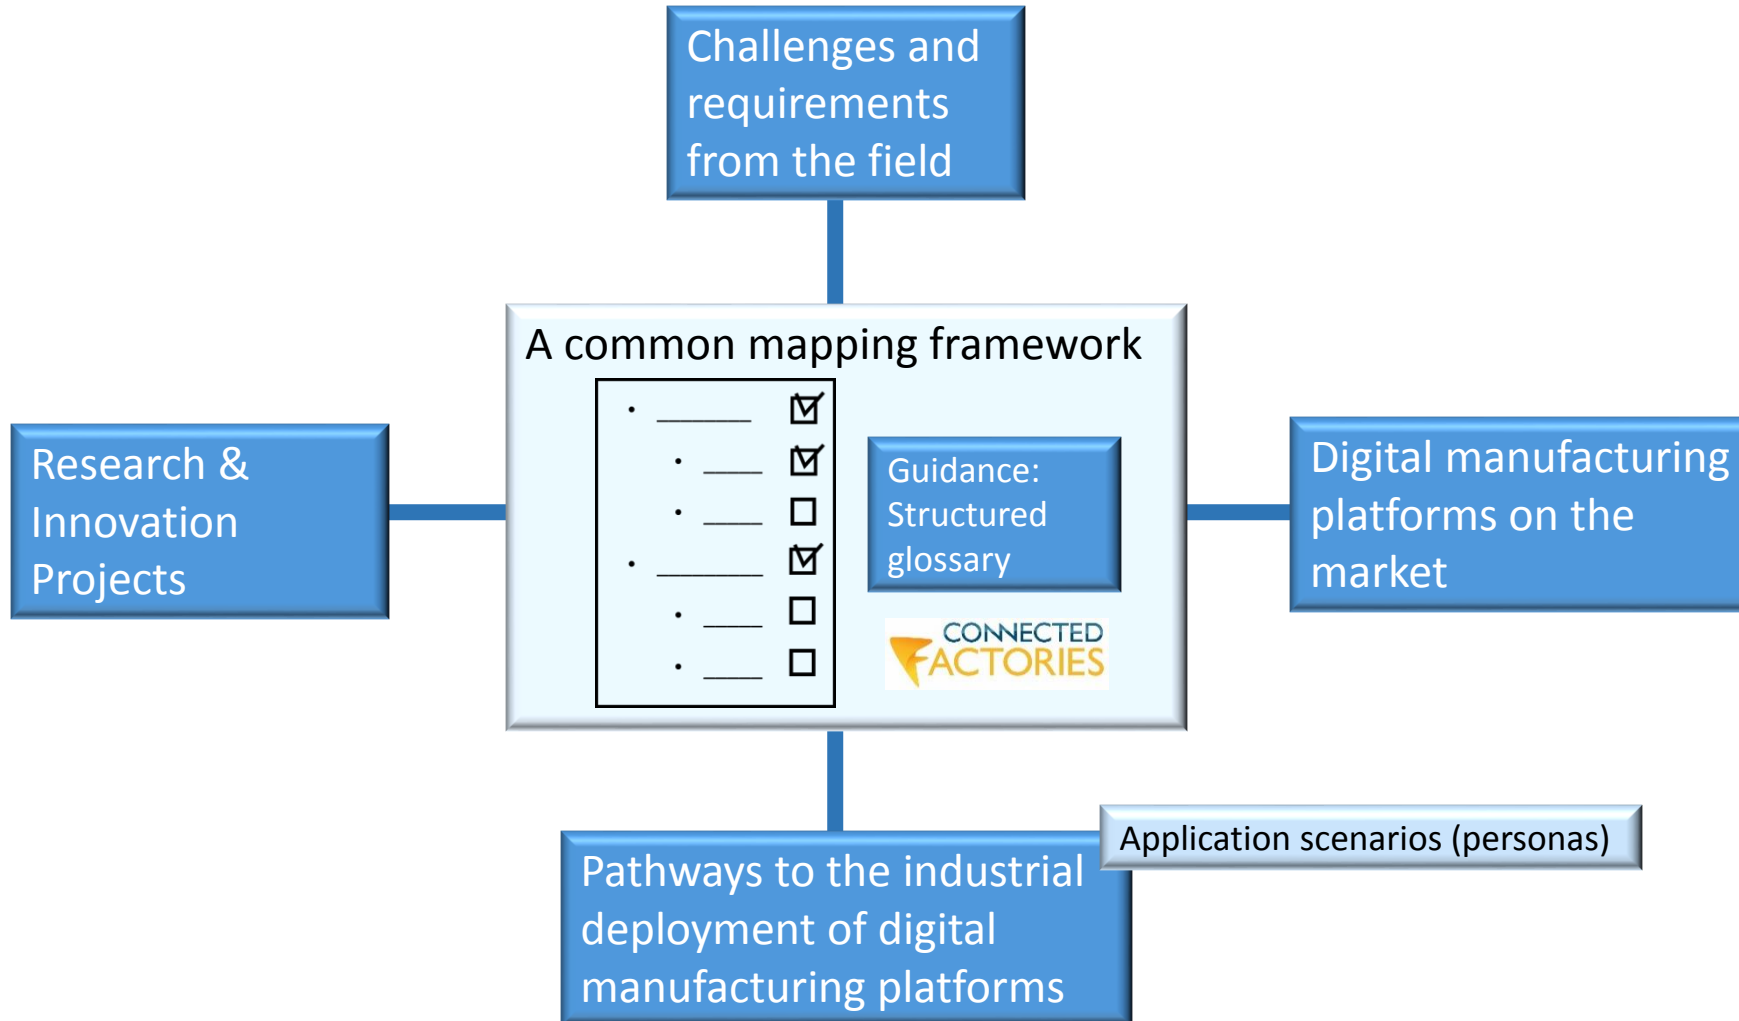 Challenges and
requirements
from the field
A common mapping framework
Research &
Innovation
Projects
Guidance:
Structured
glossary
CONNECTED
FACTORIES
Digital manufacturing
platforms on the
market
Application scenarios (personas)
Pathways to the industrial
deployment of digital
manufacturing platforms